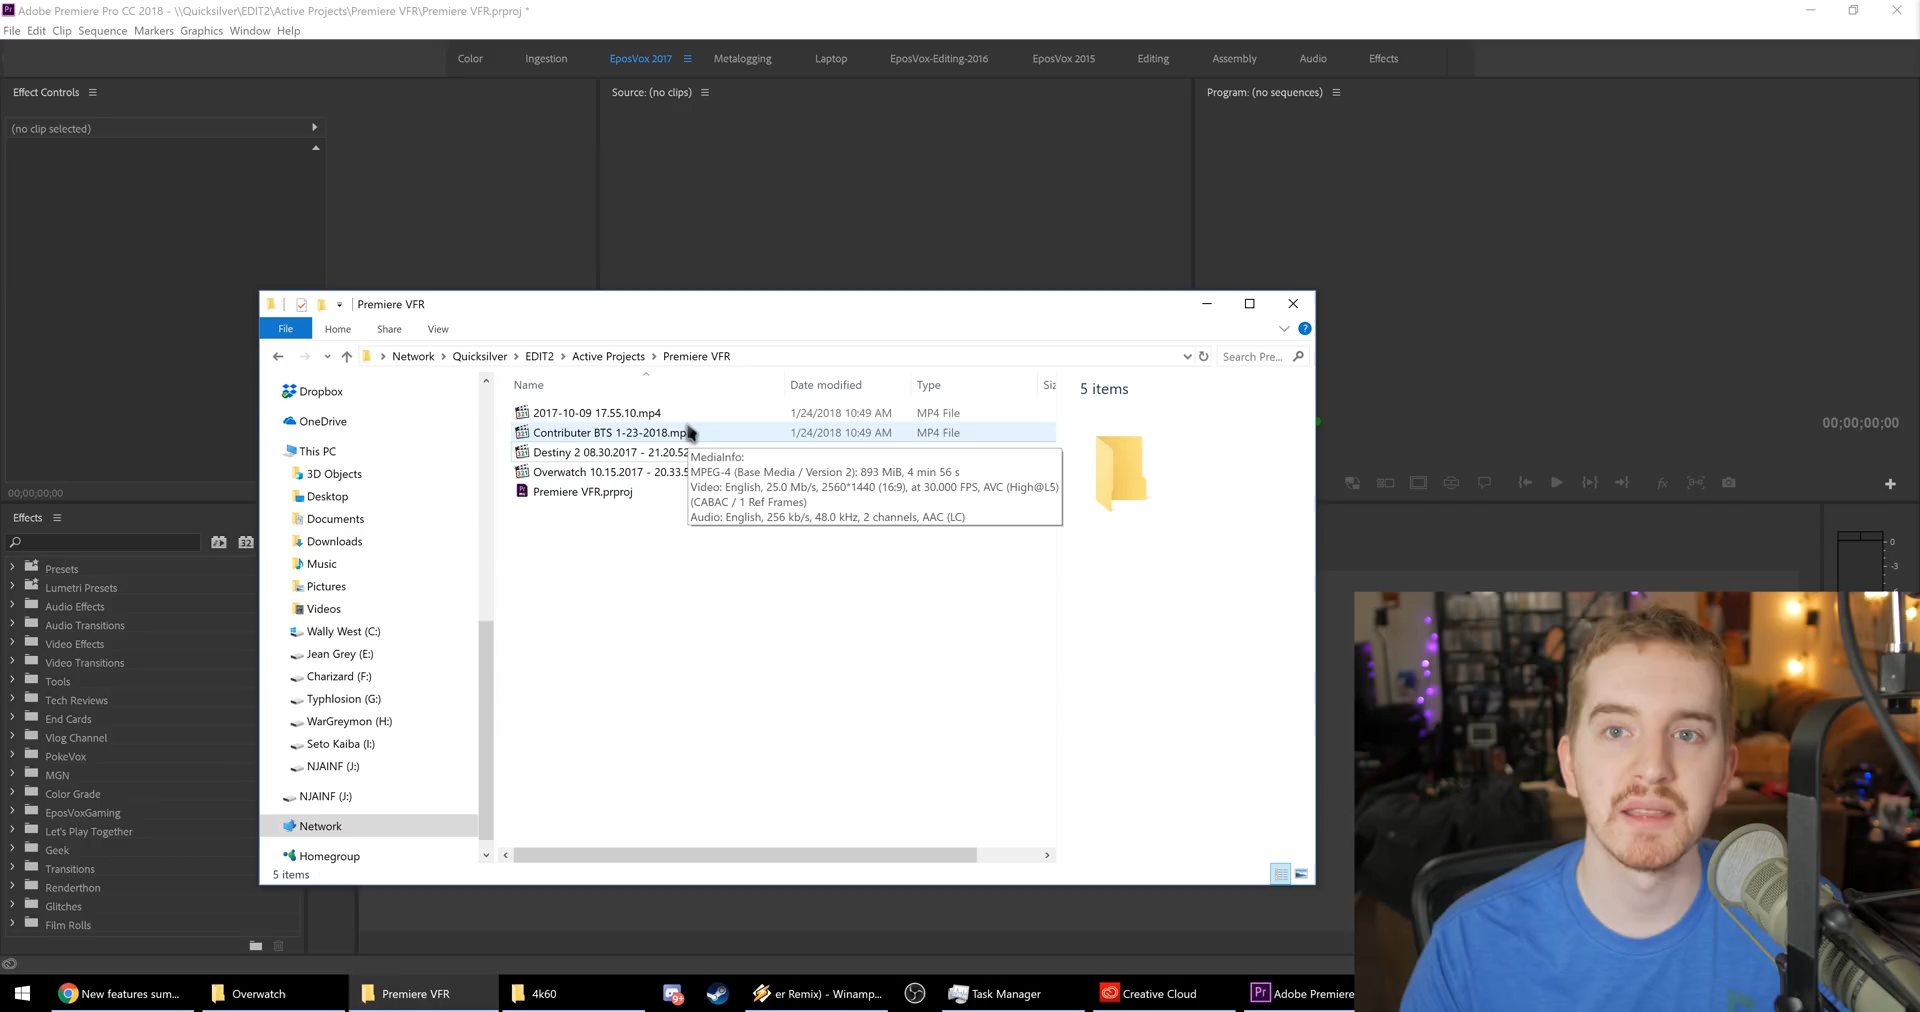 Adobe Premiere Pro CC 2018 - \\Quicksilver\EDIT2\Active Projects\Premiere VFR\Premiere VFR.prproj *
File Edit Clip Sequence Markers Graphics Window Help
Color Ingestion EposVox 2017 Metalogging Laptop EposVox-Editing-2016 EposVox 2015 Editing Assembly Audio Effects
Effect Controls
Source: (no clips)
Program: (no sequences)
(no clip selected)
Premiere VFR
File Home Share View
Network Quicksilver EDIT2 Active Projects Premiere VFR
Search Pre...
Name Date modified Type Siz
5 items
Dropbox
OneDrive
This PC
3D Objects
Desktop
Documents
Downloads
Music
Pictures
Videos
Wally West (C:)
Jean Grey (E:)
Charizard (F:)
Typhlosion (G:)
WarGreymon (H:)
Seto Kaiba (I:)
NJAINF (J:)
NJAINF (J:)
Network
Homegroup
5 items
2017-10-09 17.55.10.mp4 1/24/2018 10:49 AM MP4 File
Contributer BTS 1-23-2018.mp 1/24/2018 10:49 AM MP4 File
Destiny 2 08.30.2017 - 21.20.52
Overwatch 10.15.2017 - 20.33.5
Premiere VFR.prproj
MediaInfo:
MPEG-4 (Base Media / Version 2): 893 MiB, 4 min 56 s
Video: English, 25.0 Mb/s, 2560*1440 (16:9), at 30.000 FPS, AVC (High@L5)
(CABAC / 1 Ref Frames)
Audio: English, 256 kb/s, 48.0 kHz, 2 channels, AAC (LC)
00;00;00;00
00;00;00;00
0
-3
Effects
32
Presets
Lumetri Presets
Audio Effects
Audio Transitions
Video Effects
Video Transitions
Tools
Tech Reviews
End Cards
Vlog Channel
PokeVox
MGN
Color Grade
EposVoxGaming
Let's Play Together
Geek
Transitions
Renderthon
Glitches
Film Rolls
New features sum...
Overwatch
Premiere VFR
4k60
9+
er Remix) - Winamp...
Task Manager
Creative Cloud
Adobe Premiere